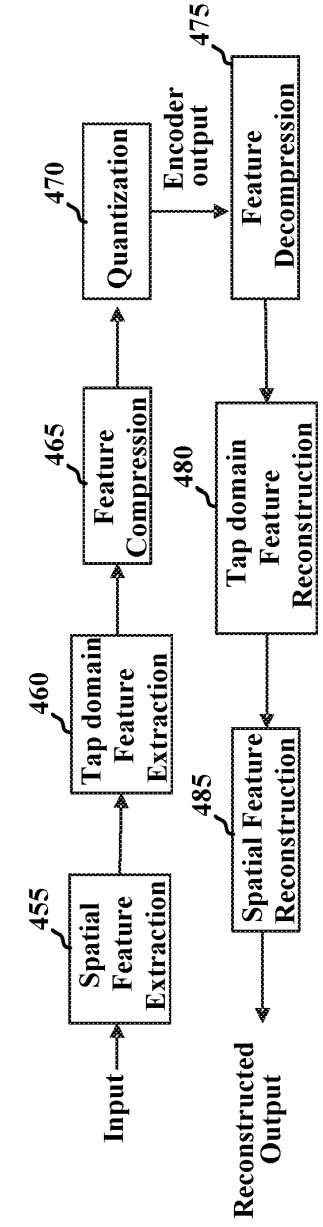 Input
455
Spatial
Feature
Extraction
460
Tap domain
Feature
Extraction
465
Feature
Compression
470
Quantization
Encoder
output
475
Feature
Decompression
480
Tap domain
Feature
Reconstruction
485
Spatial Feature
Reconstruction
Reconstructed
Output